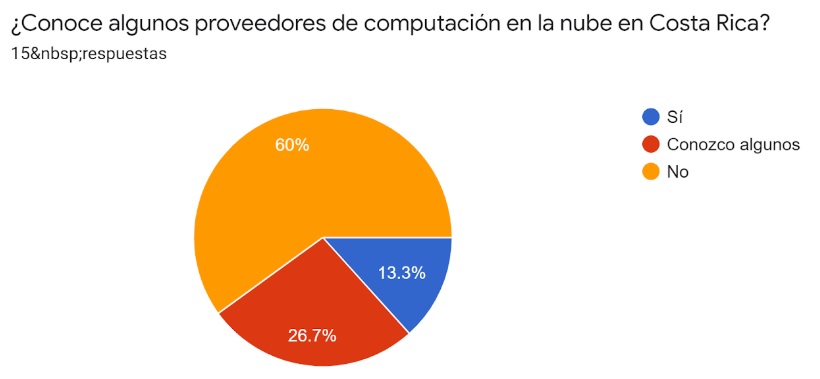 ¿Conoce algunos proveedores de computación en la nube en Costa Rica?
15&nbsp;respuestas
Sí
Conozco algunos
No
60%
13.3%
26.7%